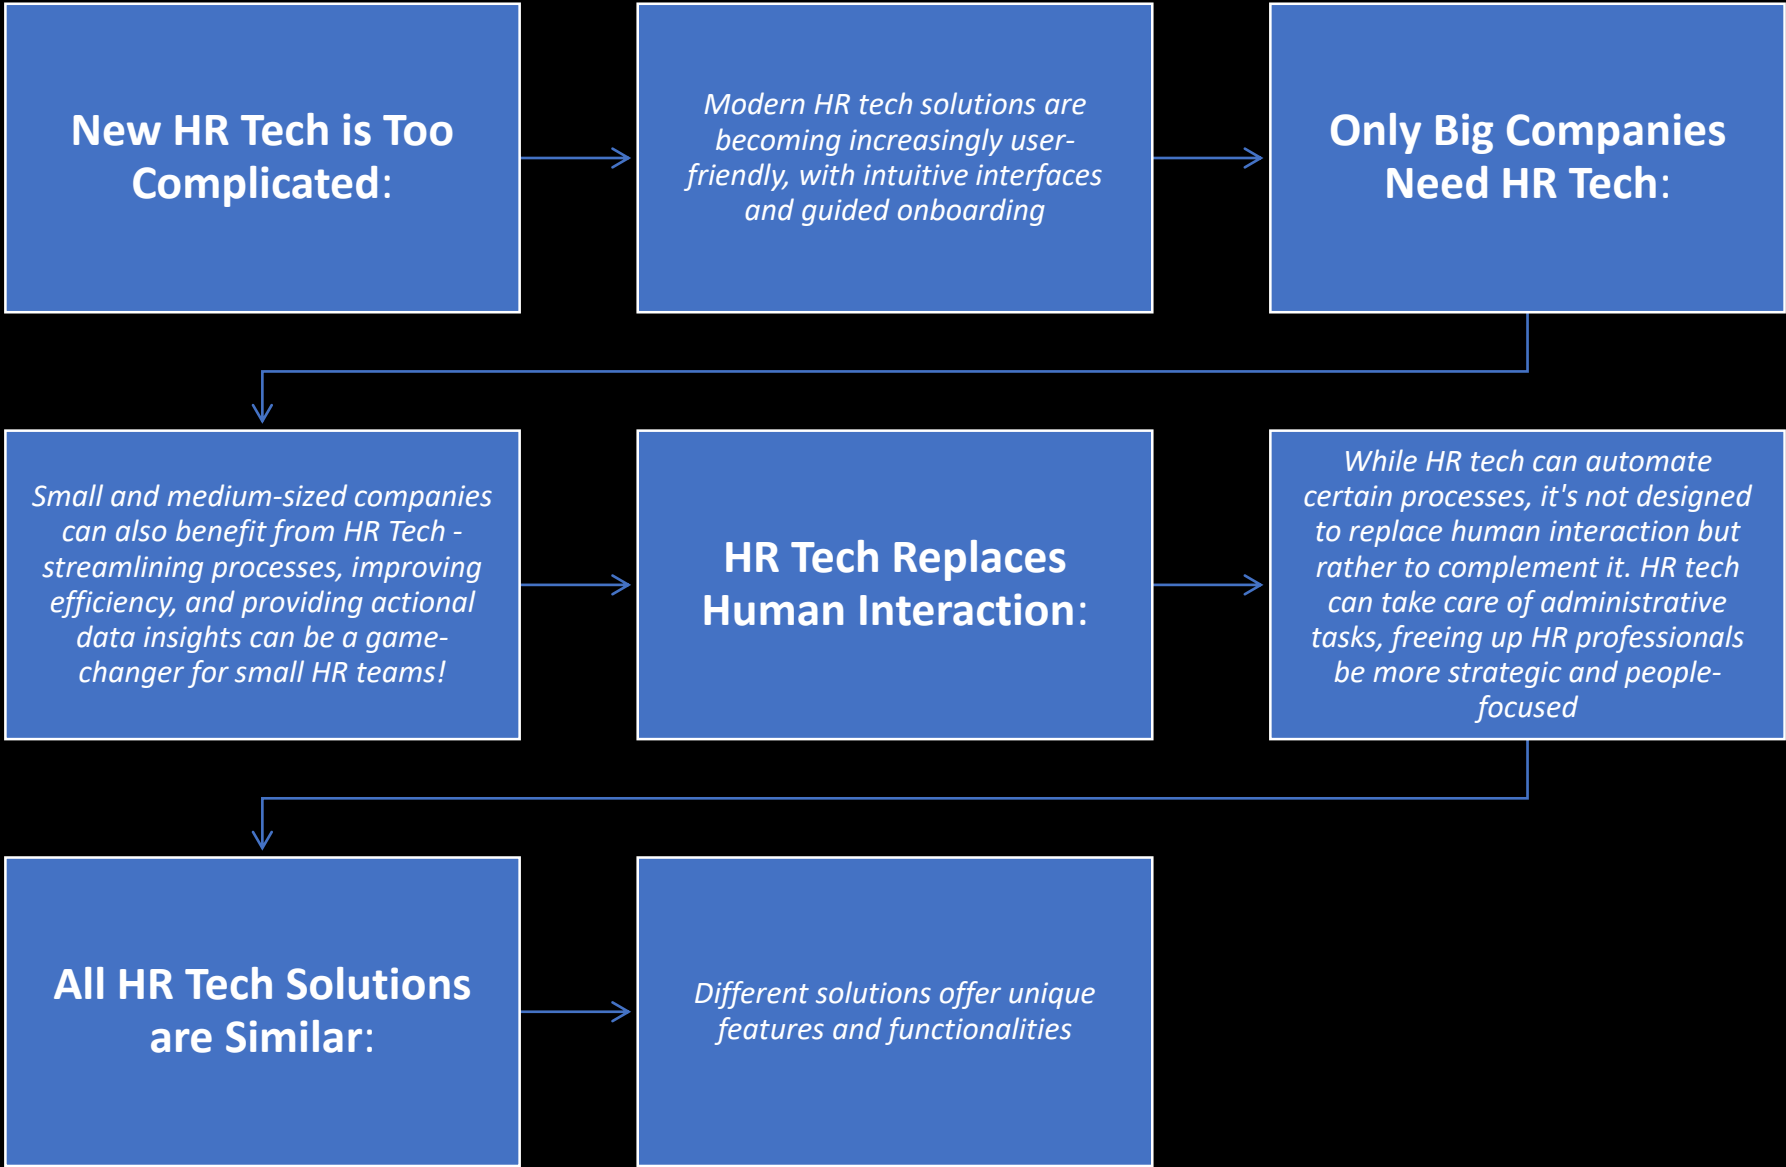 New HR Tech is Too
Complicated:
Modern HR tech solutions are
becoming increasingly user-
friendly, with intuitive interfaces
and guided onboarding
Only Big Companies
Need HR Tech:
Small and medium-sized companies
can also benefit from HR Tech -
streamlining processes, improving
efficiency, and providing actional
data insights can be a game-
changer for small HR teams!
HR Tech Replaces
Human Interaction:
While HR tech can automate
certain processes, it's not designed
to replace human interaction but
rather to complement it. HR tech
can take care of administrative
tasks, freeing up HR professionals
be more strategic and people-
focused
All HR Tech Solutions
are Similar:
Different solutions offer unique
features and functionalities